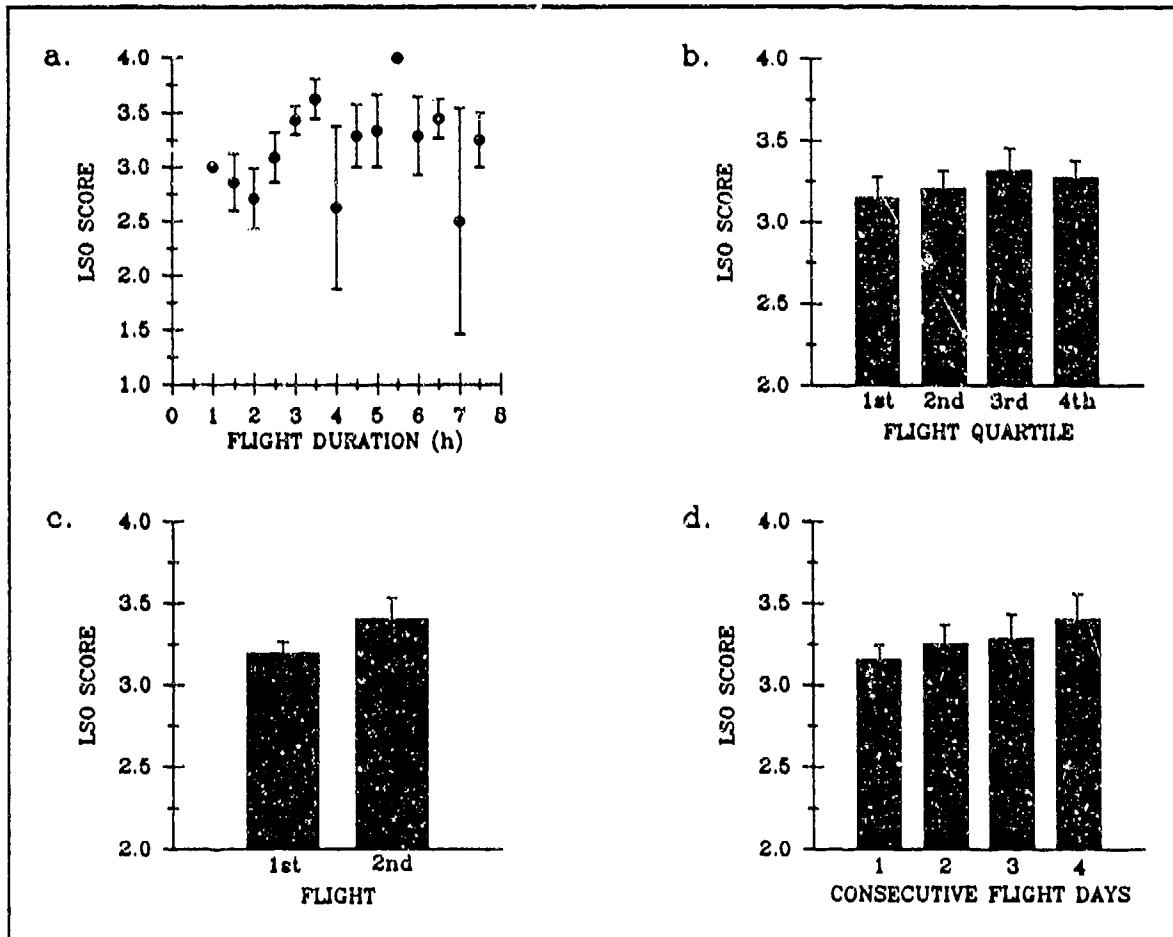 a.
4.0
3.5
3.0
2.5
2.0
1.5
1.0
LSO SCORE
0 1 2 3 4 5 6 7 8
FLIGHT DURATION (h)
b.
4.0
3.5
3.0
2.5
2.0
LSO SCORE
1st 2nd 3rd 4th
FLIGHT QUARTILE
c.
4.0
3.5
3.0
2.5
2.0
LSO SCORE
1st 2nd
FLIGHT
d.
4.0
3.5
3.0
2.5
2.0
LSO SCORE
1 2 3 4
CONSECUTIVE FLIGHT DAYS